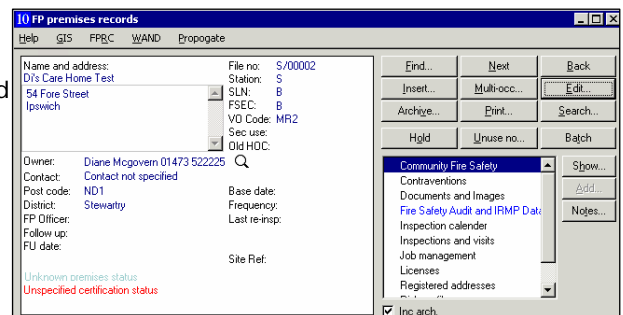 10 FP premises records
Help GIS FPRC WAND Propogate
Name and address:
Di's Care Home Test
54 Fore Street
Ipswich
File no: S/00002
Station: S
SLN: B
FSEC: B
VO Code: MR2
Sec use:
Old HOC:
Owner: Diane Mcgovern 01473 522225
Contact: Contact not specified
Post code: ND1
District: Stewartry
FP Officer:
Follow up:
FU date:
Base date:
Frequency:
Last re-insp:
Site Ref:
Unknown premises status
Unspecified certification status
Find... Next Back
Insert... Multi-occ... Edit...
Archive... Print... Search...
Hold Unuse no... Batch
Community Fire Safety
Contraventions
Documents and Images
Fire Safety Audit and IRMP Data
Inspection calender
Inspections and visits
Job management
Licenses
Registered addresses
Show...
Add...
Notes...
Inc arch.